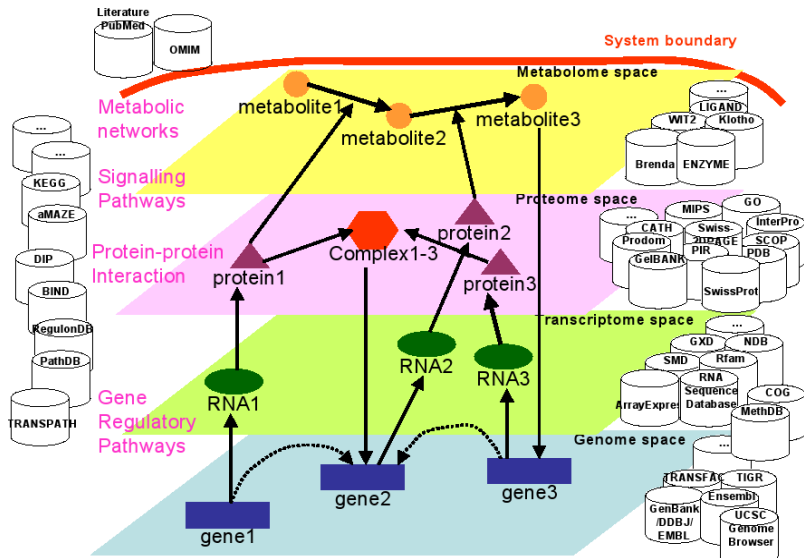 Literature
PubMed
OMIM
System boundary
Metabolome space
metabolite1
metabolite2
metabolite3
Metabolic
networks
...
LIGAND
WIT2
Klotho
Brenda
ENZYME
...
...
KEGG
aMAZE
Signalling
Pathways
Proteome space
protein2
Protein-protein
Interaction
protein1
Complex1-3
protein3
...
MIPS
GO
CATH
Swiss-
2DPAGE
InterPro
Prodom
PIR
SCOP
GelBANK
PDB
SwissProt
DIP
BIND
RegulonDB
PathDB
TRANSPATH
Transcriptome space
RNA1
RNA2
RNA3
...
GXD
NDB
SMD
Rfam
RNA
Sequence
Database
ArrayExpres
COG
MethDB
Gene
Regulatory
Pathways
Genome space
gene1
gene2
gene3
...
TRANSFAC
TIGR
Ensembl
GenBank
/DDBJ/
EMBL
UCSC
Genome
Browser